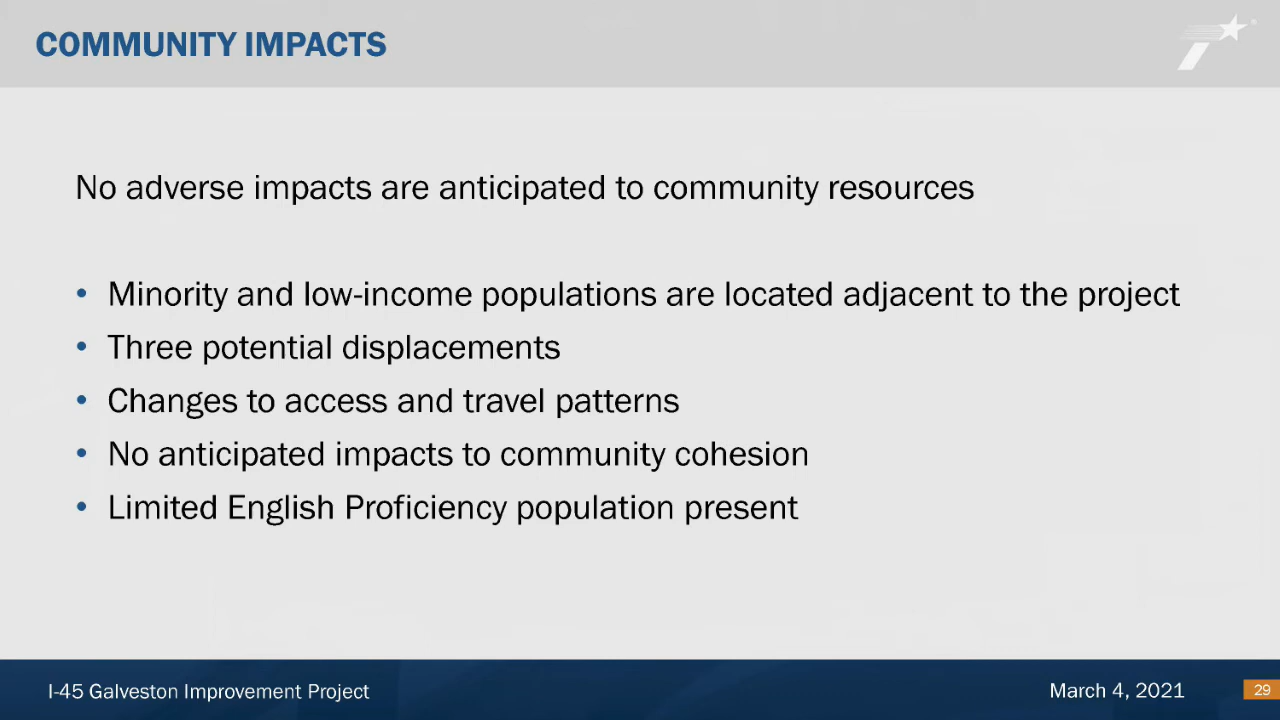 COMMUNITY IMPACTS
No adverse impacts are anticipated to community resources
• Minority and low-income populations are located adjacent to the project
• Three potential displacements
• Changes to access and travel patterns
• No anticipated impacts to community cohesion
• Limited English Proficiency population present
I-45 Galveston Improvement Project
March 4, 2021
29